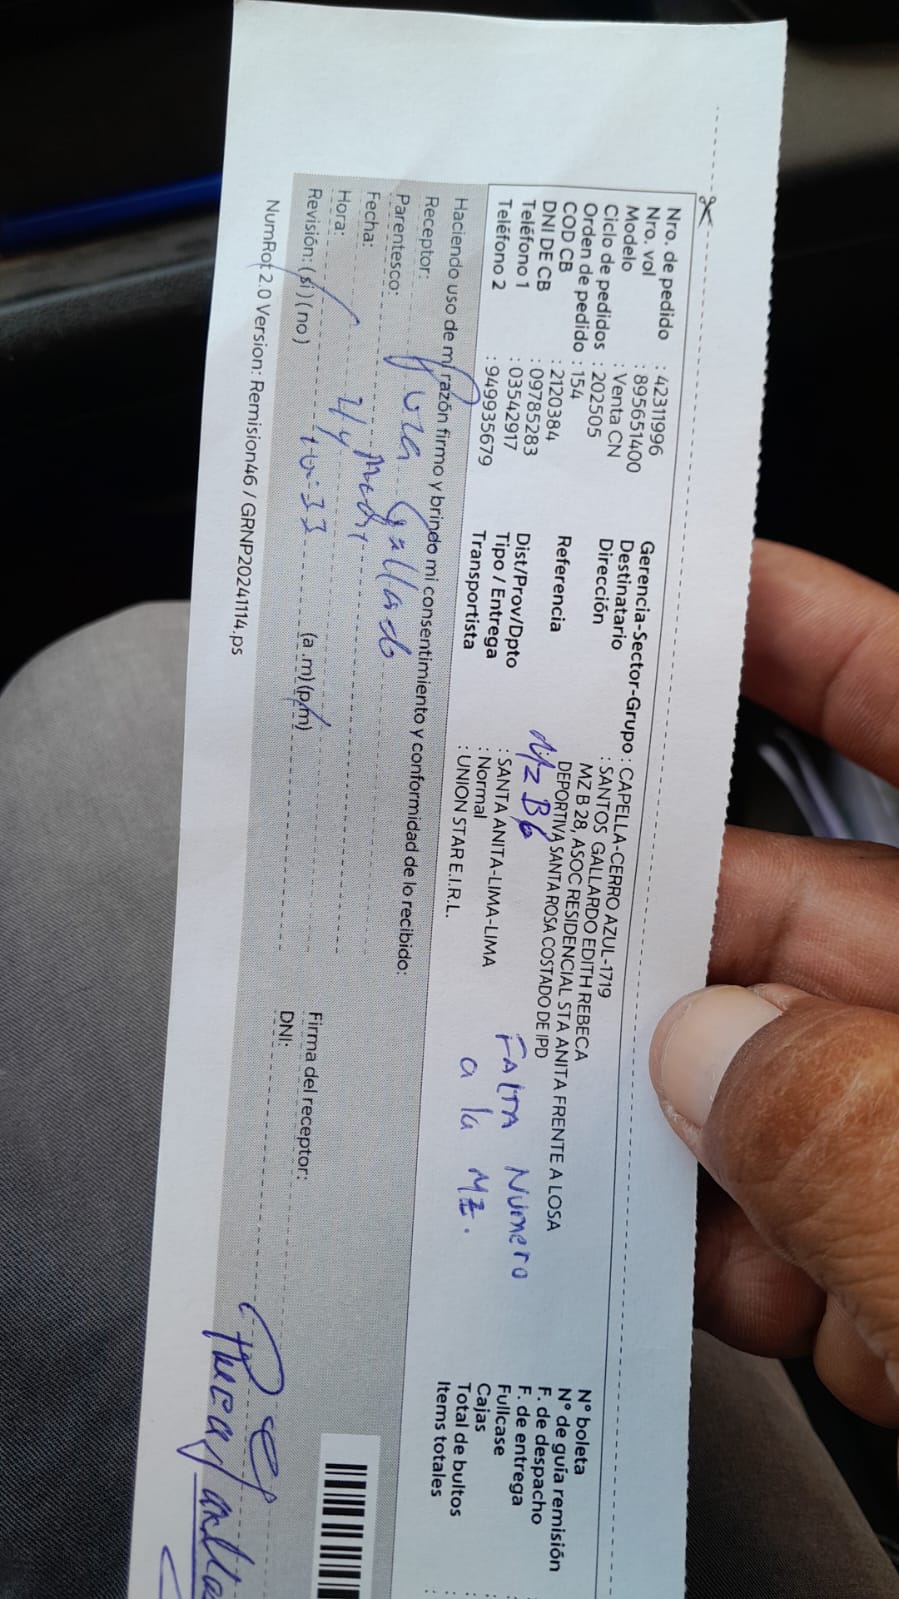 Nro. de pedido : 42311996
Nro. vol : 895651400
Modelo : Venta CN
Ciclo de pedidos : 202505
Orden de pedido : 154
COD CB : 2120384
DNI DE CB : 09785283
Teléfono 1 : 03542917
Teléfono 2 : 949935679
Gerencia-Sector-Grupo : CAPELLA-CERRO AZUL-1719
Destinatario : SANTOS GALLARDO EDITH REBECA
Dirección MZ B 28, ASOC RESIDENCIAL STA ANITA FRENTE A LOSA
Referencia DEPORTIVA SANTA ROSA COSTADO DE IPD
Mz B6
Dist/Prov/Dpto : SANTA ANITA-LIMA-LIMA
Tipo / Entrega : Normal
Transportista : UNION STAR E.I.R.L.
FALTA NUMERO
a la MZ.
N° boleta
N° de guia remisión
F. de despacho :
F. de entrega :
Fullcase :
Cajas :
Total de bultos :
Items totales :
Haciendo uso de mi razón firmo y brindo mi consentimiento y conformidad de lo recibido:
Receptor: Gallardo
Parentesco:
Fecha: 24
Hora: 10:33 (a .m) (p.m)
Revisión: (si) (no)
Firma del receptor:
DNI:
NumRot 2.0 Version: Remision46 / GRNP20241114.ps